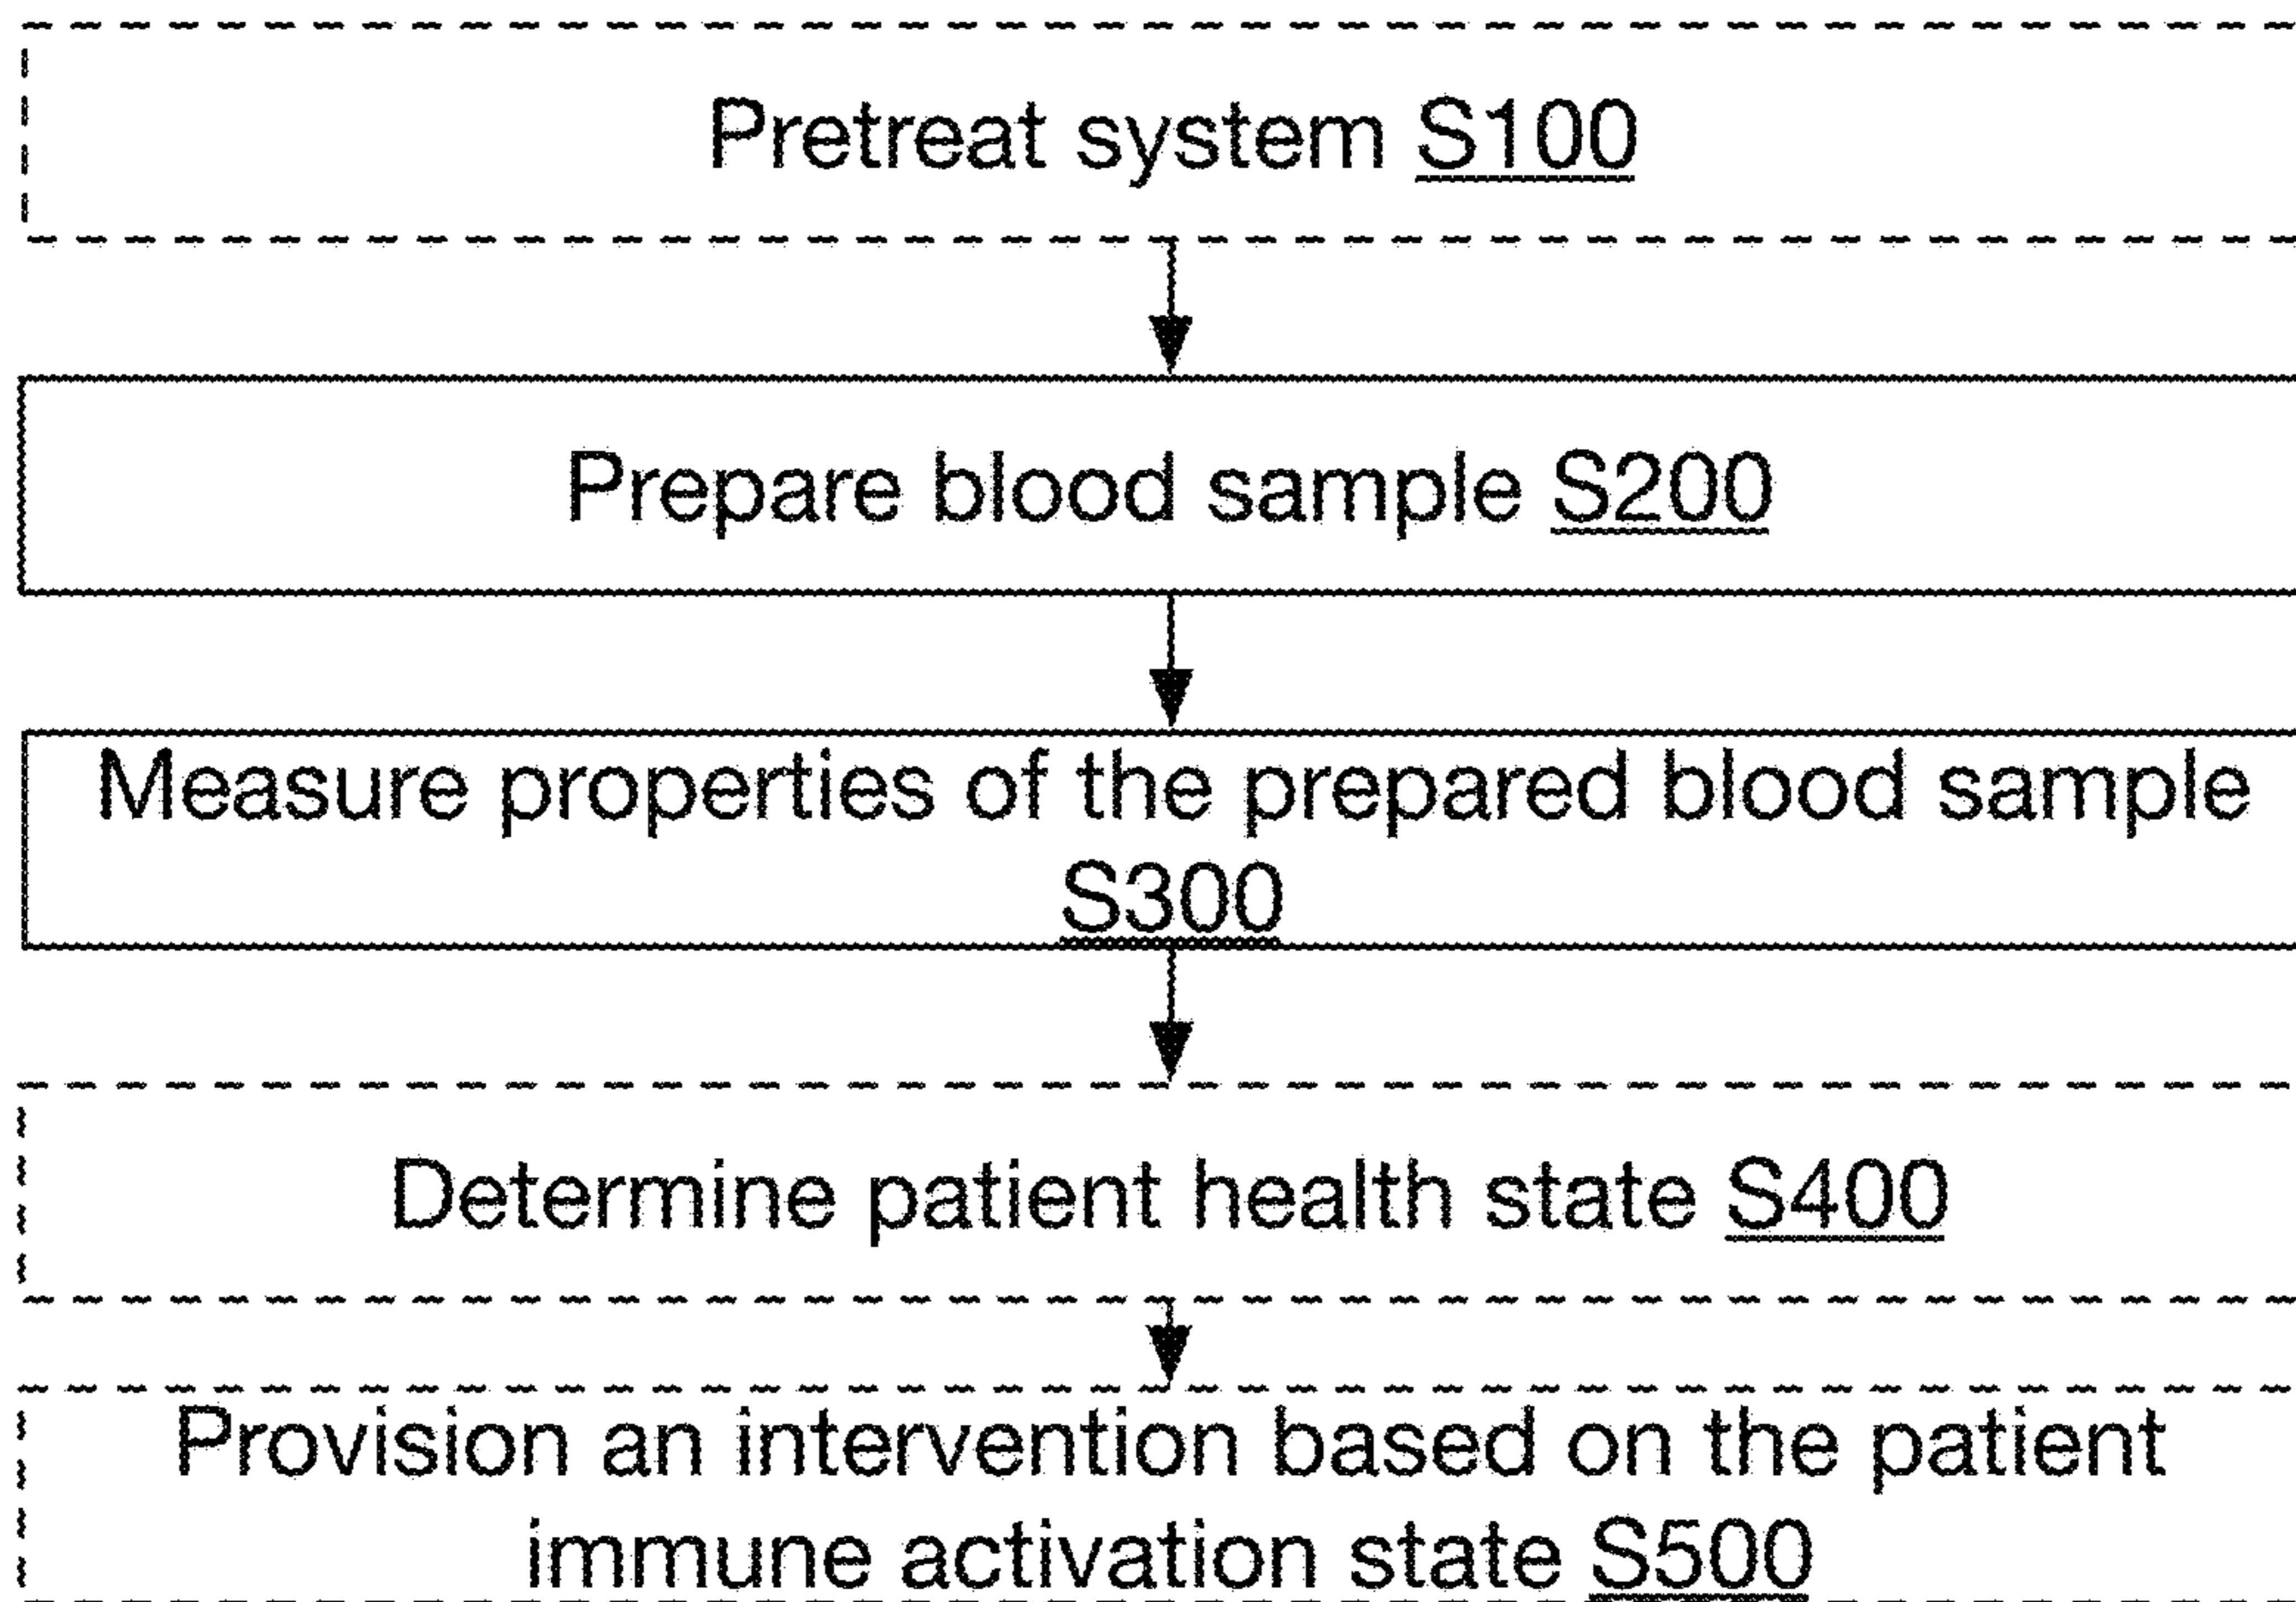 Pretreat system S100
Prepare blood sample S200
Measure properties of the prepared blood sample
S300
Determine patient health state S400
Provision an intervention based on the patient
immune activation state S500